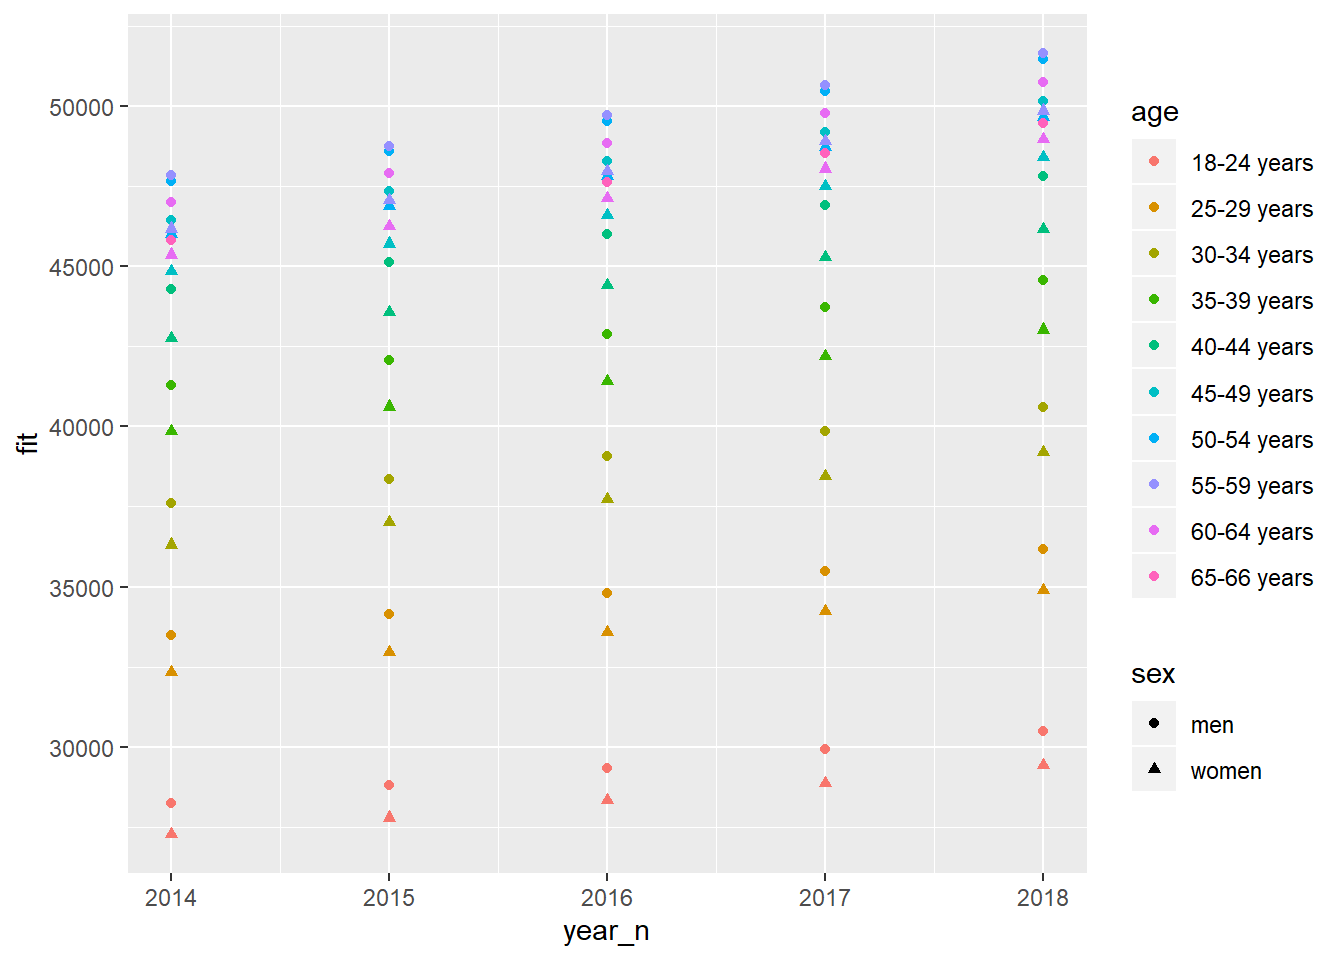 50000
45000
40000
35000
30000
fit
2014 2015 2016 2017 2018
year_n
age
18-24 years
25-29 years
30-34 years
35-39 years
40-44 years
45-49 years
50-54 years
55-59 years
60-64 years
65-66 years
sex
men
women